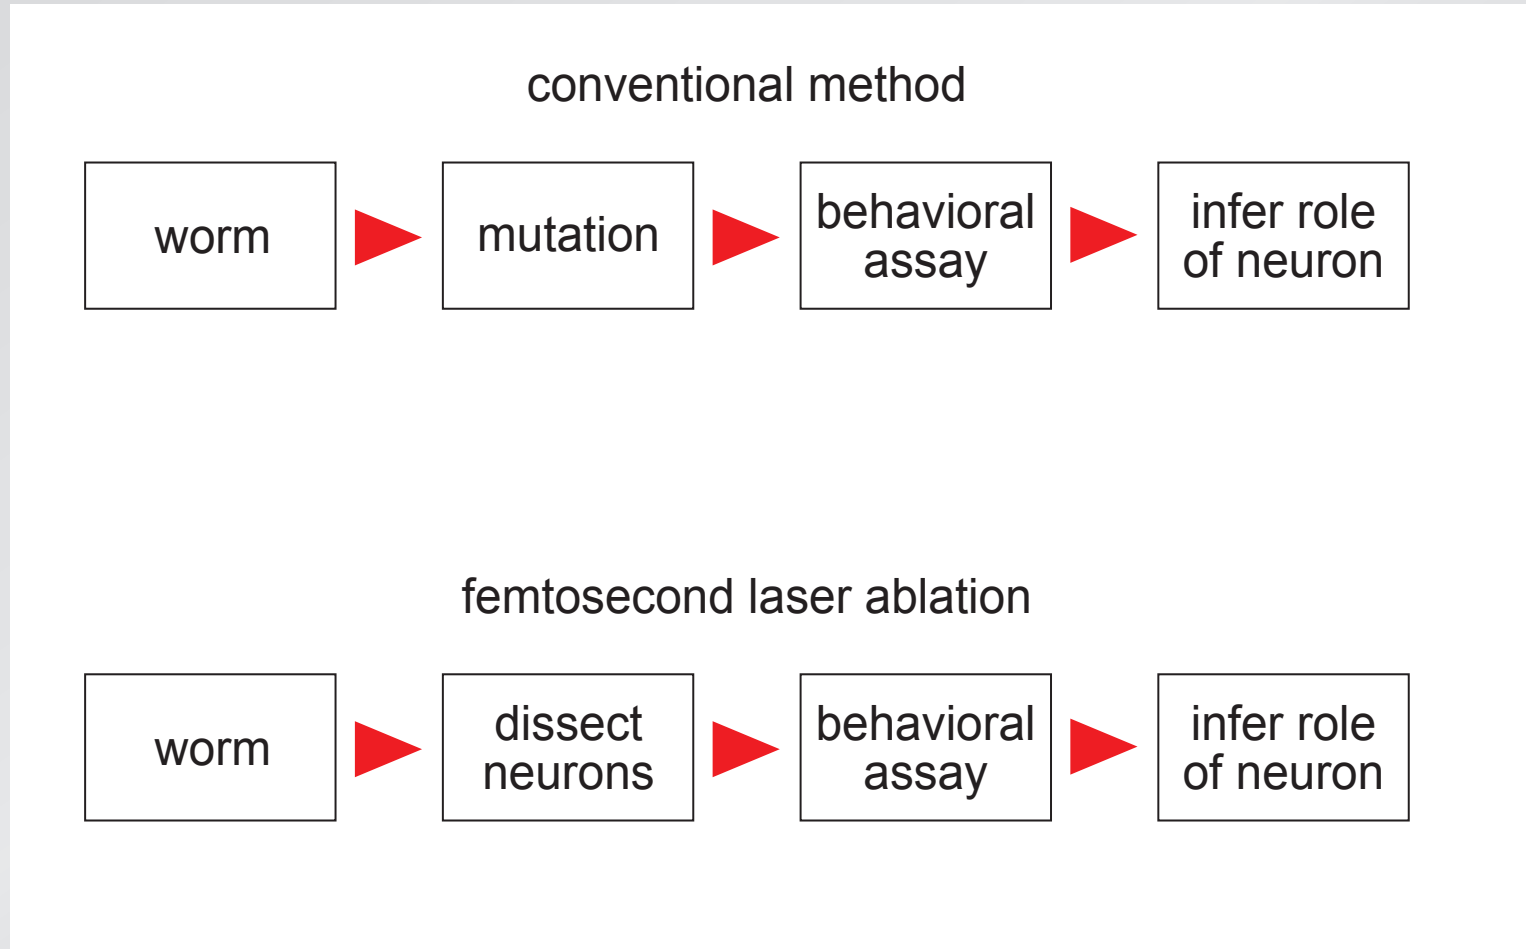 conventional method
worm
mutation
behavioral
assay
infer role
of neuron
femtosecond laser ablation
worm
dissect
neurons
behavioral
assay
infer role
of neuron